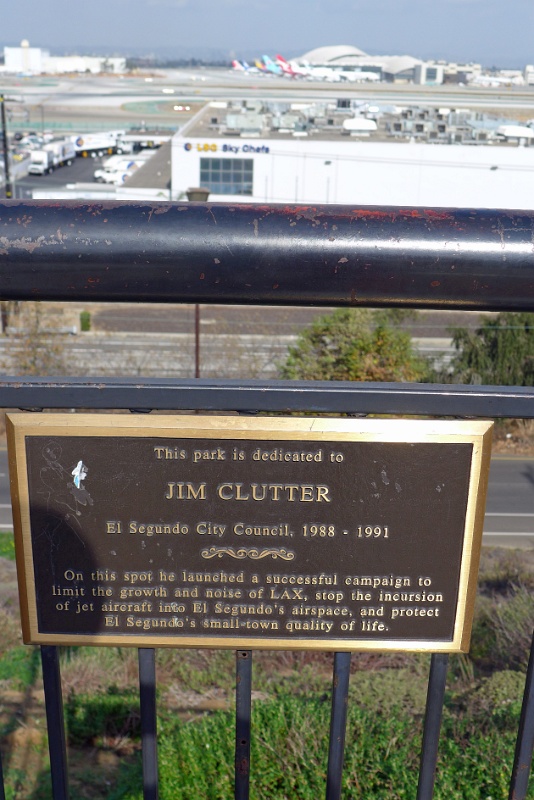 LSG Sky Chefs
This park is dedicated to
JIM CLUTTER
El Segundo City Council, 1988 - 1991
On this spot he launched a successful campaign to
limit the growth and noise of LAX, stop the incursion
of jet aircraft into El Segundo's airspace, and protect
El Segundo's small-town quality of life.